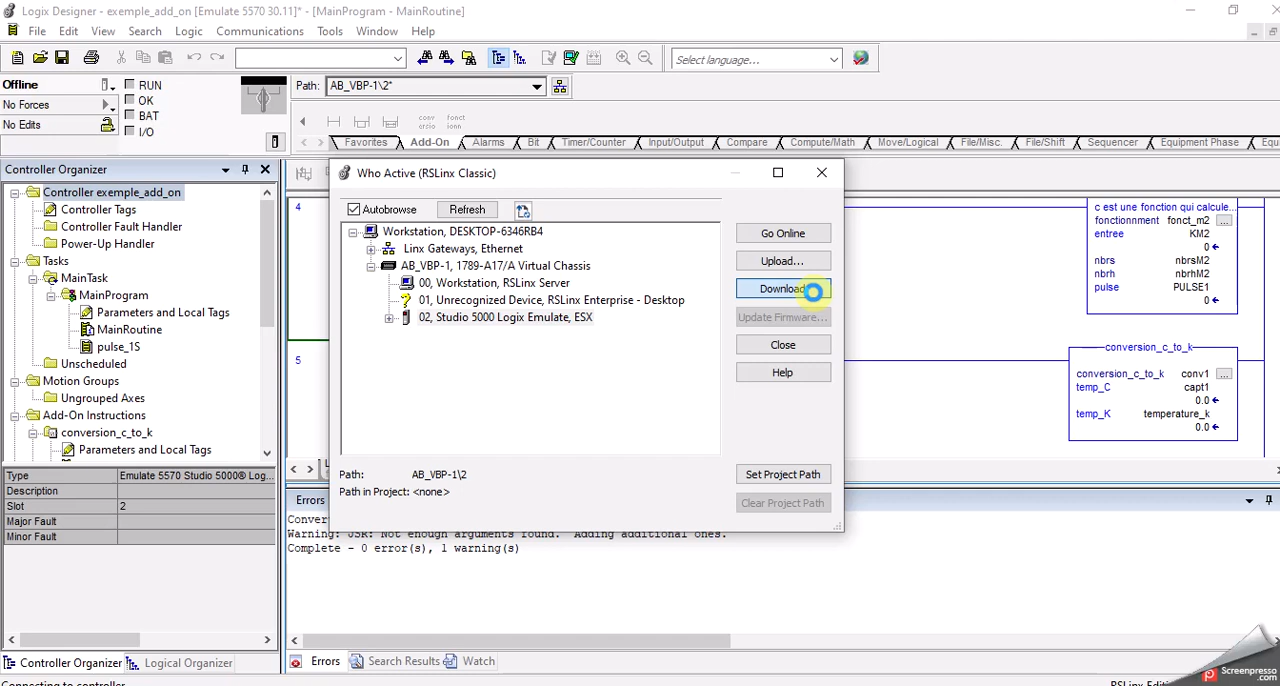 Logix Designer - exemple_add_on [Emulate 5570 30.11]* - [MainProgram - MainRoutine]
File Edit View Search Logic Communications Tools Window Help
Select language...
Offline
No Forces
No Edits
RUN
OK
BAT
I/O
Path: AB_VBP-1\2*
Favorites Add-On Alarms Bit Timer/Counter Input/Output Compare Compute/Math Move/Logical File/Misc. File/Shift Sequencer Equipment Phase
Controller Organizer
Controller exemple_add_on
Controller Tags
Controller Fault Handler
Power-Up Handler
Tasks
MainTask
MainProgram
Parameters and Local Tags
MainRoutine
pulse_1S
Unscheduled
Motion Groups
Ungrouped Axes
Add-On Instructions
conversion_c_to_k
Parameters and Local Tags
Type Emulate 5570 Studio 5000® Log...
Description
Slot 2
Major Fault
Minor Fault
Controller Organizer Logical Organizer
Who Active (RSLinx Classic)
Autobrowse Refresh
Workstation, DESKTOP-6346RB4
Linx Gateways, Ethernet
AB_VBP-1, 1789-A17/A Virtual Chassis
00, Workstation, RSLinx Server
01, Unrecognized Device, RSLinx Enterprise - Desktop
02, Studio 5000 Logix Emulate, ESX
Go Online
Upload...
Download
Update Firmware...
Close
Help
Path: AB_VBP-1\2
Path in Project: <none>
Set Project Path
Clear Project Path
4
c est une fonction qui calcule...
fonctionnment fonct_m2 ...
entree KM2
0
nbrs nbrsM2
nbrh nbrhM2
pulse PULSE1
0
5
conversion_c_to_k
conversion_c_to_k conv1 ...
temp_C capt1
0.0
temp_K temperature_k
0.0
Errors
Warning: JSR: Not enough arguments found. Adding additional ones.
Complete - 0 error(s), 1 warning(s)
Errors Search Results Watch
Connecting to controller
Screenpresso
.com